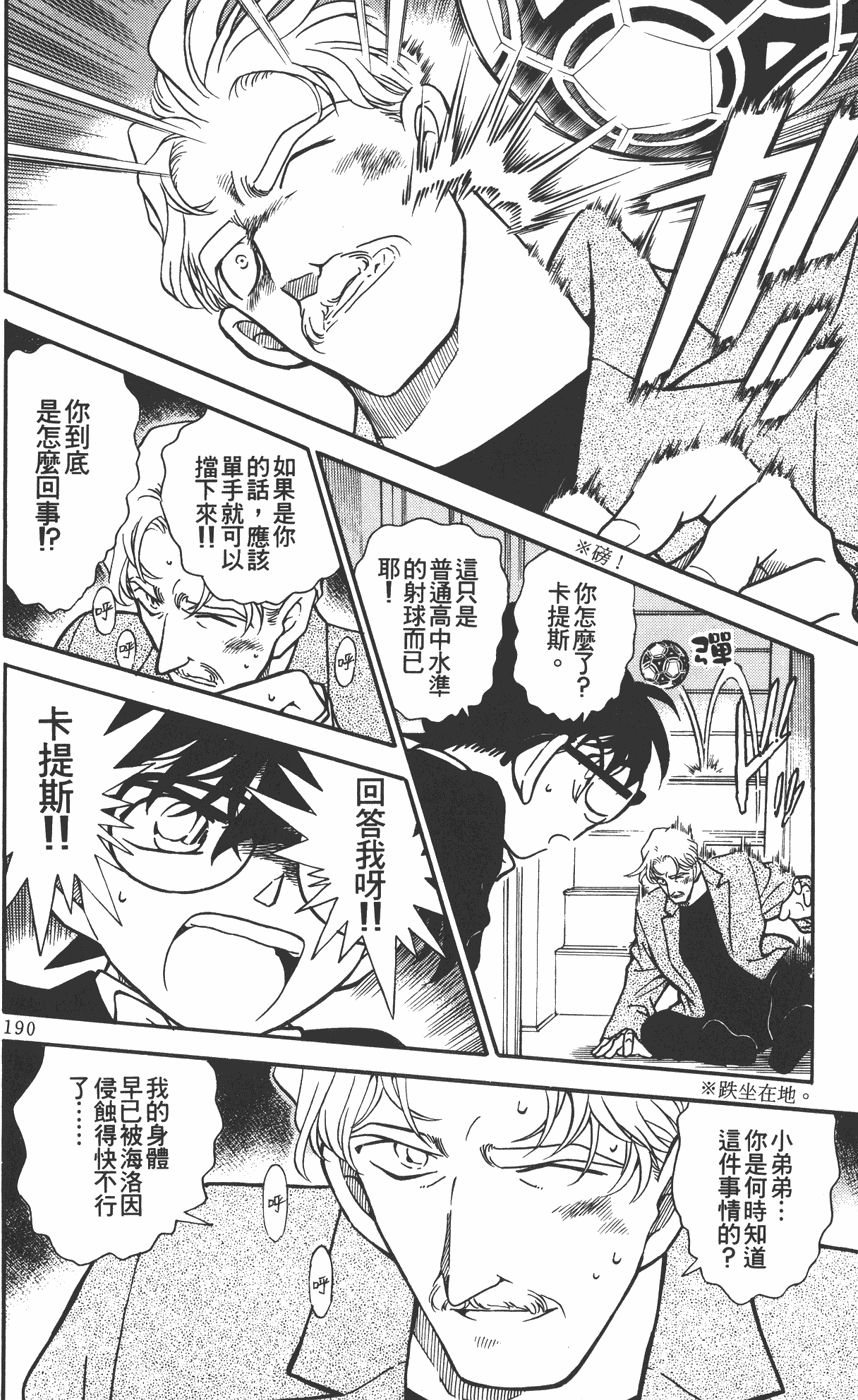 ガッ
※磅！
你怎麼了？
卡提斯。
這只是
普通高中水準
的射球而已
耶！
彈
※跌坐在地。
如果是你
的話，應該
單手就可以
擋下來!!
你到底
是怎麼回事!?
呼
呼
呼
回答我呀!!
卡提斯!!
190
小弟弟…
你是何時知道
這件事情的？
我的身體
早已被海洛因
侵蝕得快不行
了……
呼
呼